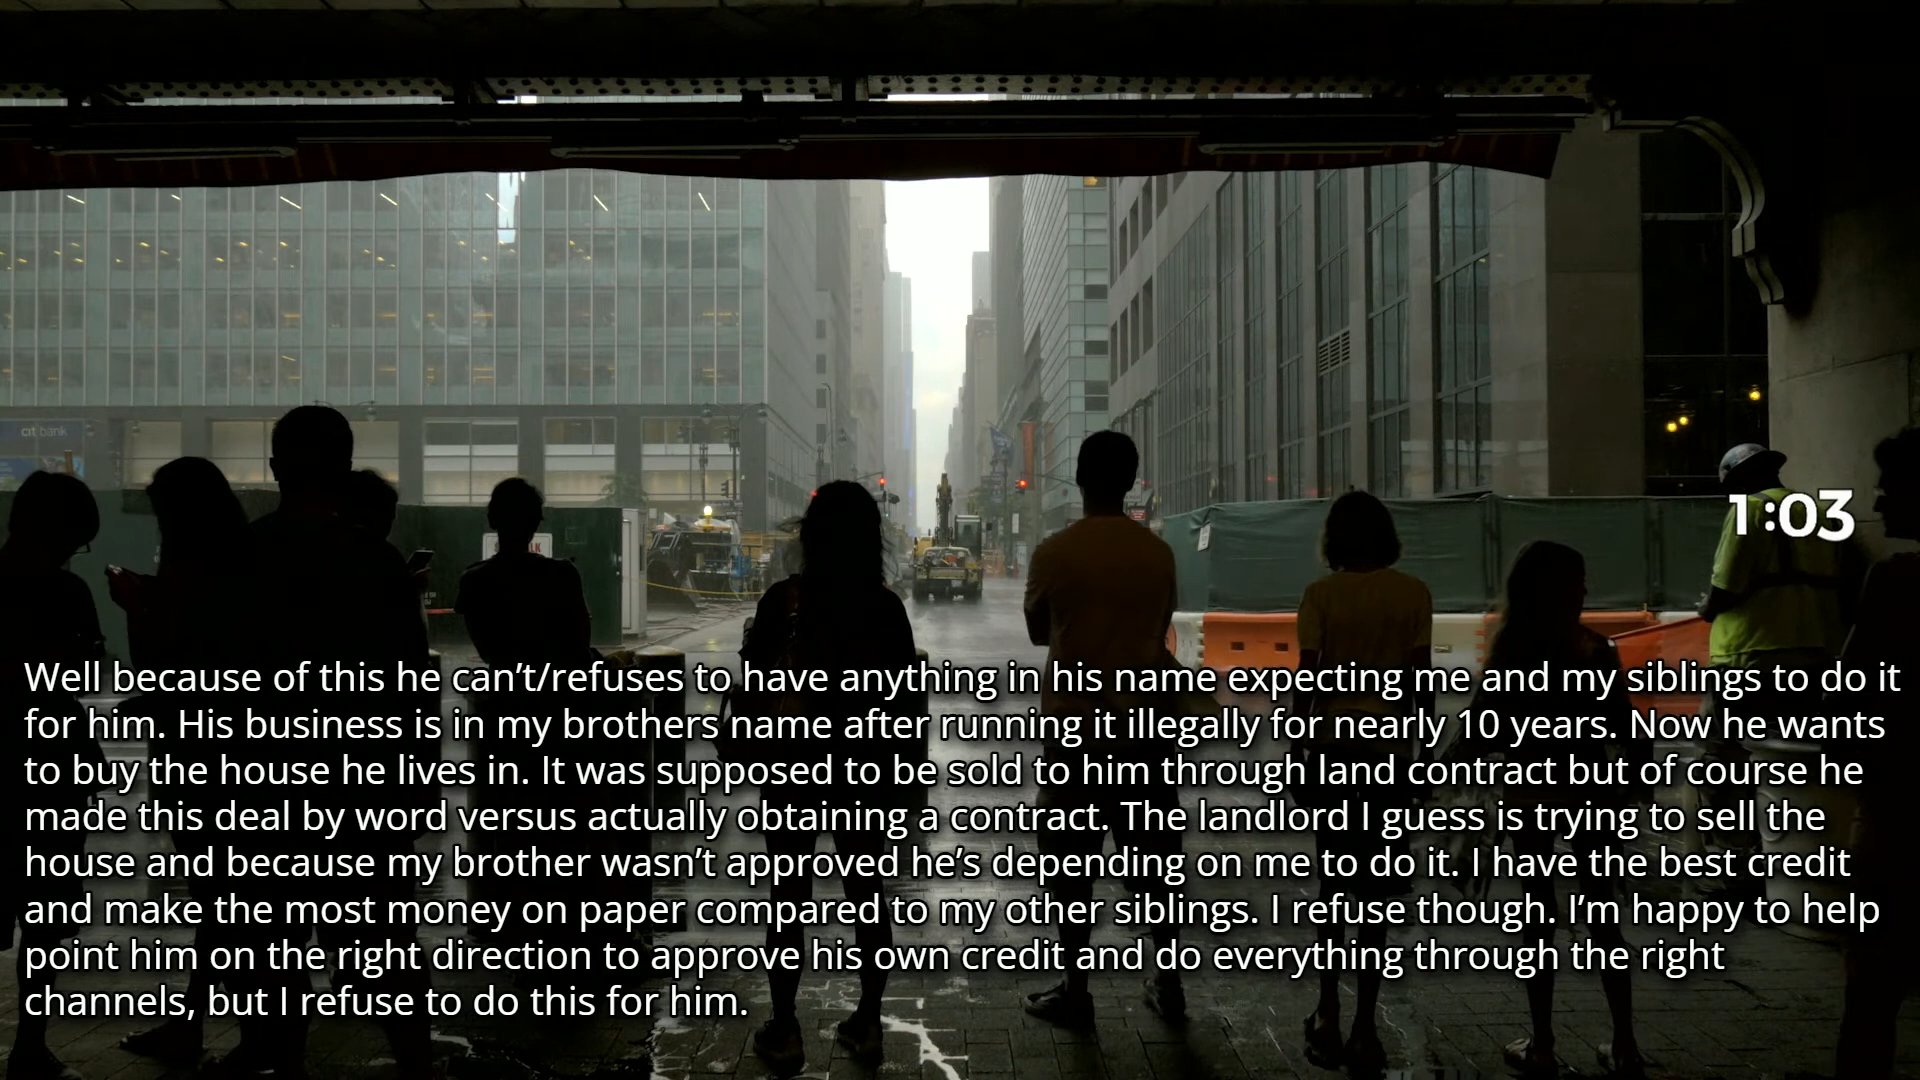 citibank
1:03
Well because of this he can’t/refuses to have anything in his name expecting me and my siblings to do it
for him. His business is in my brothers name after running it illegally for nearly 10 years. Now he wants
to buy the house he lives in. It was supposed to be sold to him through land contract but of course he
made this deal by word versus actually obtaining a contract. The landlord I guess is trying to sell the
house and because my brother wasn’t approved he’s depending on me to do it. I have the best credit
and make the most money on paper compared to my other siblings. I refuse though. I’m happy to help
point him on the right direction to approve his own credit and do everything through the right
channels, but I refuse to do this for him.